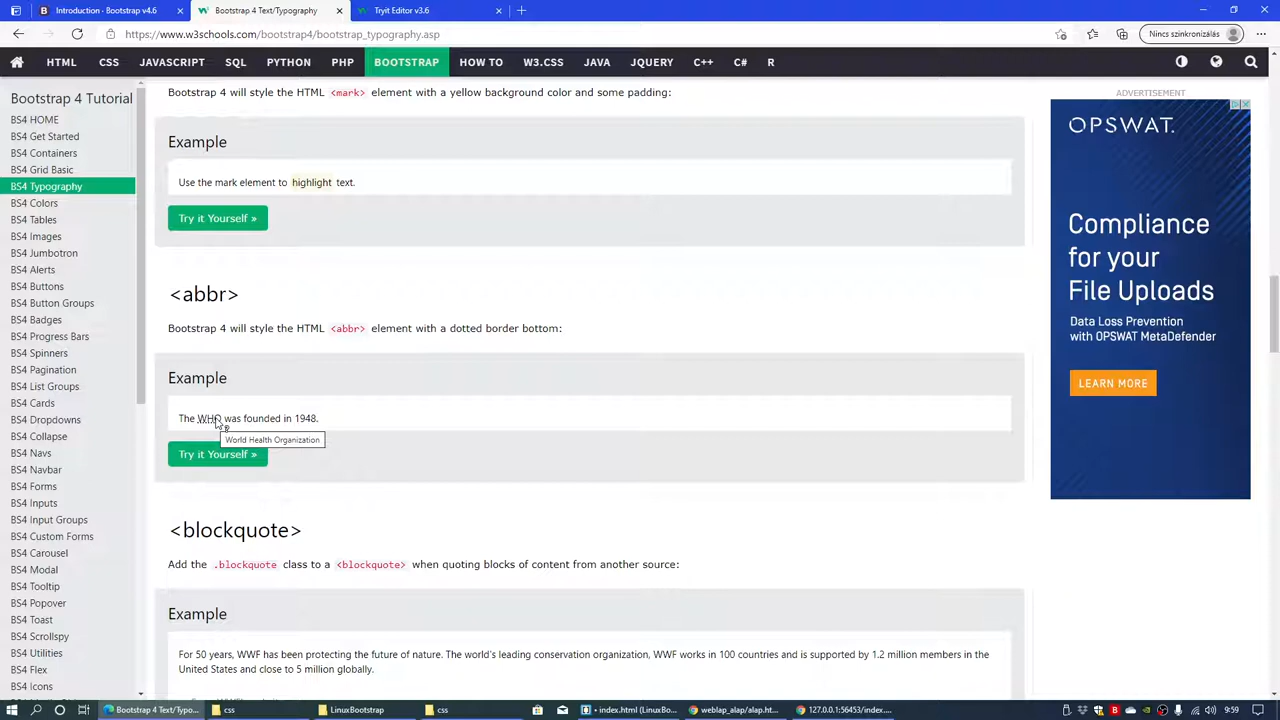 Introduction · Bootstrap v4.6
Bootstrap 4 Text/Typography
Tryit Editor v3.6
https://www.w3schools.com/bootstrap4/bootstrap_typography.asp
Nincs szinkronizálás
HTML CSS JAVASCRIPT SQL PYTHON PHP BOOTSTRAP HOW TO W3.CSS JAVA JQUERY C++ C# R
Bootstrap 4 Tutorial
BS4 HOME
BS4 Get Started
BS4 Containers
BS4 Grid Basic
BS4 Typography
BS4 Colors
BS4 Tables
BS4 Images
BS4 Jumbotron
BS4 Alerts
BS4 Buttons
BS4 Button Groups
BS4 Badges
BS4 Progress Bars
BS4 Spinners
BS4 Pagination
BS4 List Groups
BS4 Cards
BS4 Dropdowns
BS4 Collapse
BS4 Navs
BS4 Navbar
BS4 Forms
BS4 Inputs
BS4 Input Groups
BS4 Custom Forms
BS4 Carousel
BS4 Modal
BS4 Tooltip
BS4 Popover
BS4 Toast
BS4 Scrollspy
BS4 Utilities
BS4 Flex
BS4 Icons
Bootstrap 4 will style the HTML <mark> element with a yellow background color and some padding:
Example
Use the mark element to highlight text.
Try it Yourself »
<abbr>
Bootstrap 4 will style the HTML <abbr> element with a dotted border bottom:
Example
The WHO was founded in 1948.
World Health Organization
Try it Yourself »
<blockquote>
Add the .blockquote class to a <blockquote> when quoting blocks of content from another source:
Example
For 50 years, WWF has been protecting the future of nature. The world's leading conservation organization, WWF works in 100 countries and is supported by 1.2 million members in the
United States and close to 5 million globally.
ADVERTISEMENT
OPSWAT.
Compliance
for your
File Uploads
Data Loss Prevention
with OPSWAT MetaDefender
LEARN MORE
Bootstrap 4 Text/Typo...
css
LinuxBootstrap
css
• index.html (LinuxBo...
weblap_alap/alap.ht...
127.0.0.1:56453/index....
9:59